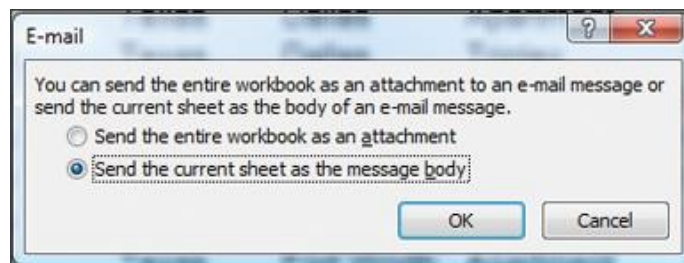 E-mail
You can send the entire workbook as an attachment to an e-mail message or
send the current sheet as the body of an e-mail message.
Send the entire workbook as an attachment
Send the current sheet as the message body
OK Cancel